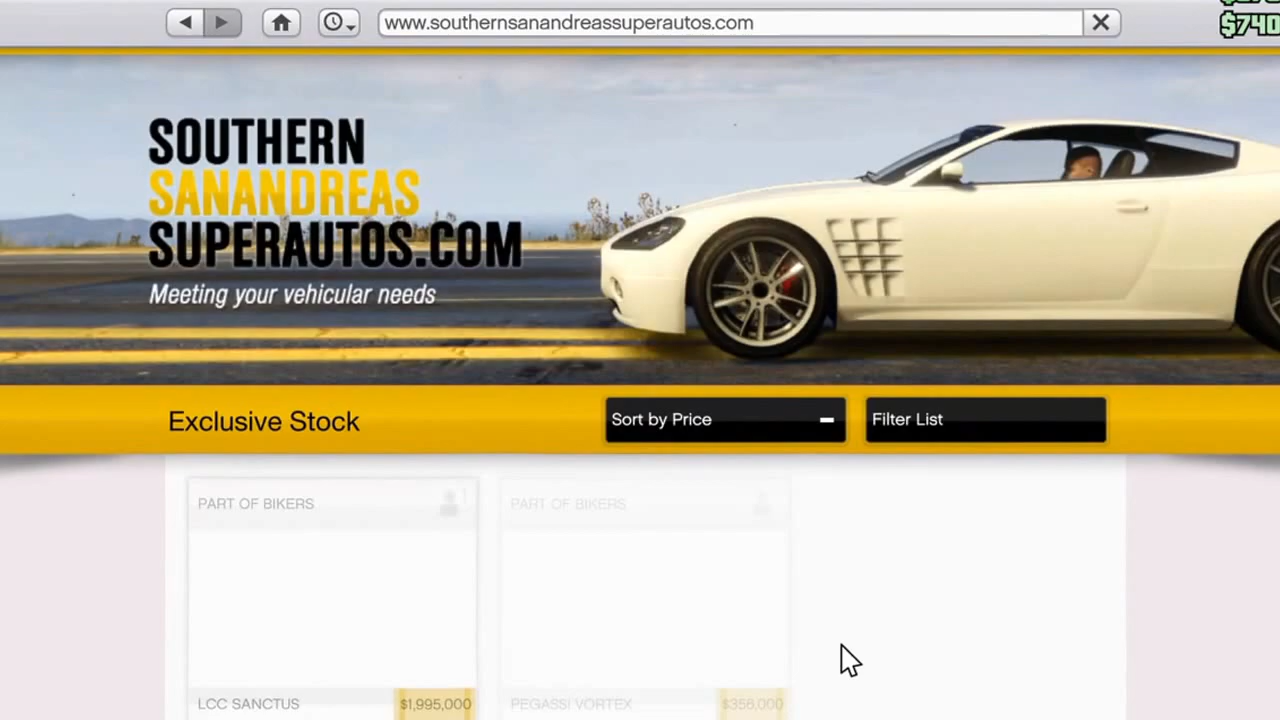 www.southernsanandreassuperautos.com
$740
SOUTHERN
SANANDREAS
SUPERAUTOS.COM
Meeting your vehicular needs
Exclusive Stock
Sort by Price
Filter List
PART OF BIKERS
1
PART OF BIKERS
LCC SANCTUS
$1,995,000
PEGASSI VORTEX
$356,000